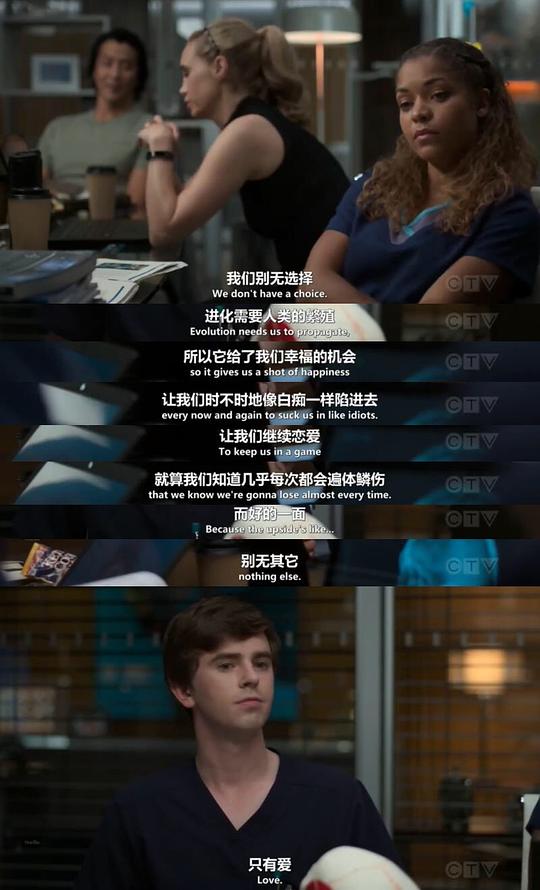 我们别无选择
We don't have a choice.
CTV
进化需要人类的繁殖
Evolution needs us to propagate,
CTV
所以它给了我们幸福的机会
so it gives us a shot of happiness
CTV
让我们时不时地像白痴一样陷进去
every now and again to suck us in like idiots.
CTV
让我们继续恋爱
To keep us in a game
CTV
就算我们知道几乎每次都会遍体鳞伤
that we know we're gonna lose almost every time.
CTV
而好的一面
Because the upside's like...
CTV
别无其它
nothing else.
CTV
只有爱
Love.
CTV